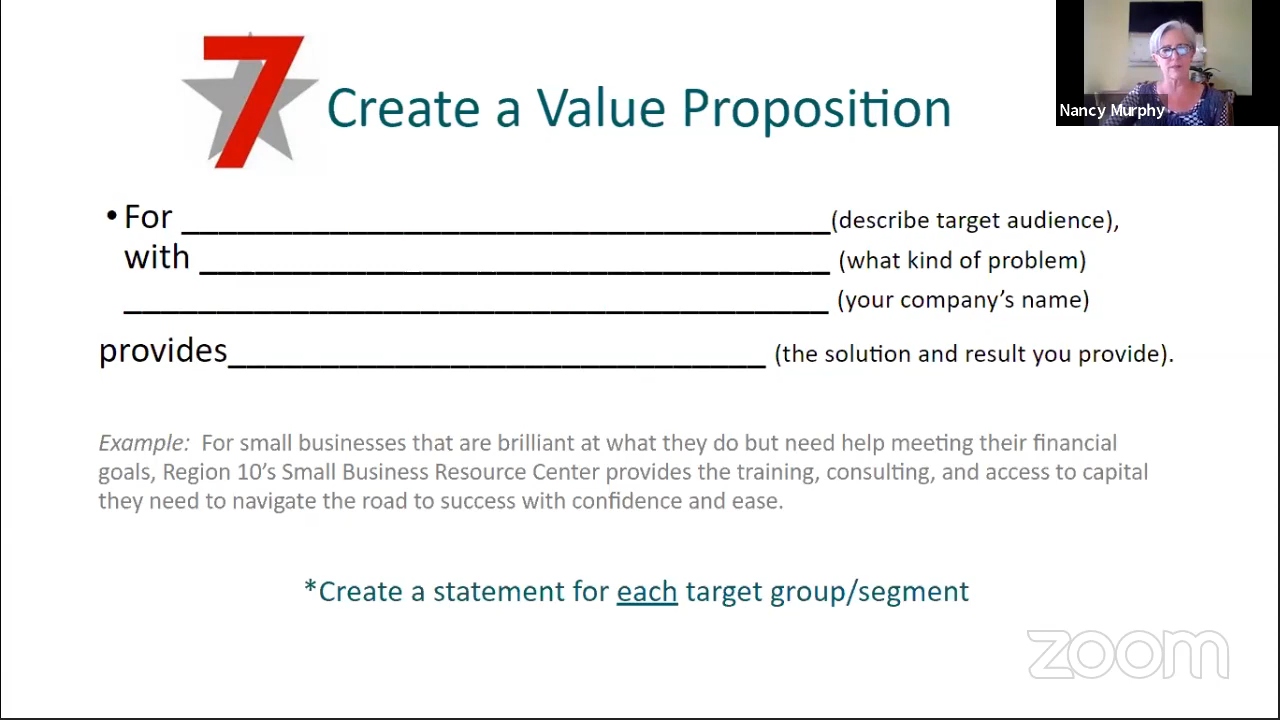 7
Create a Value Proposition
Nancy Murphy
• For ___________________________________(describe target audience),
with __________________________________ (what kind of problem)
______________________________________ (your company’s name)
provides_____________________________ (the solution and result you provide).
Example: For small businesses that are brilliant at what they do but need help meeting their financial
goals, Region 10’s Small Business Resource Center provides the training, consulting, and access to capital
they need to navigate the road to success with confidence and ease.
*Create a statement for each target group/segment
zoom